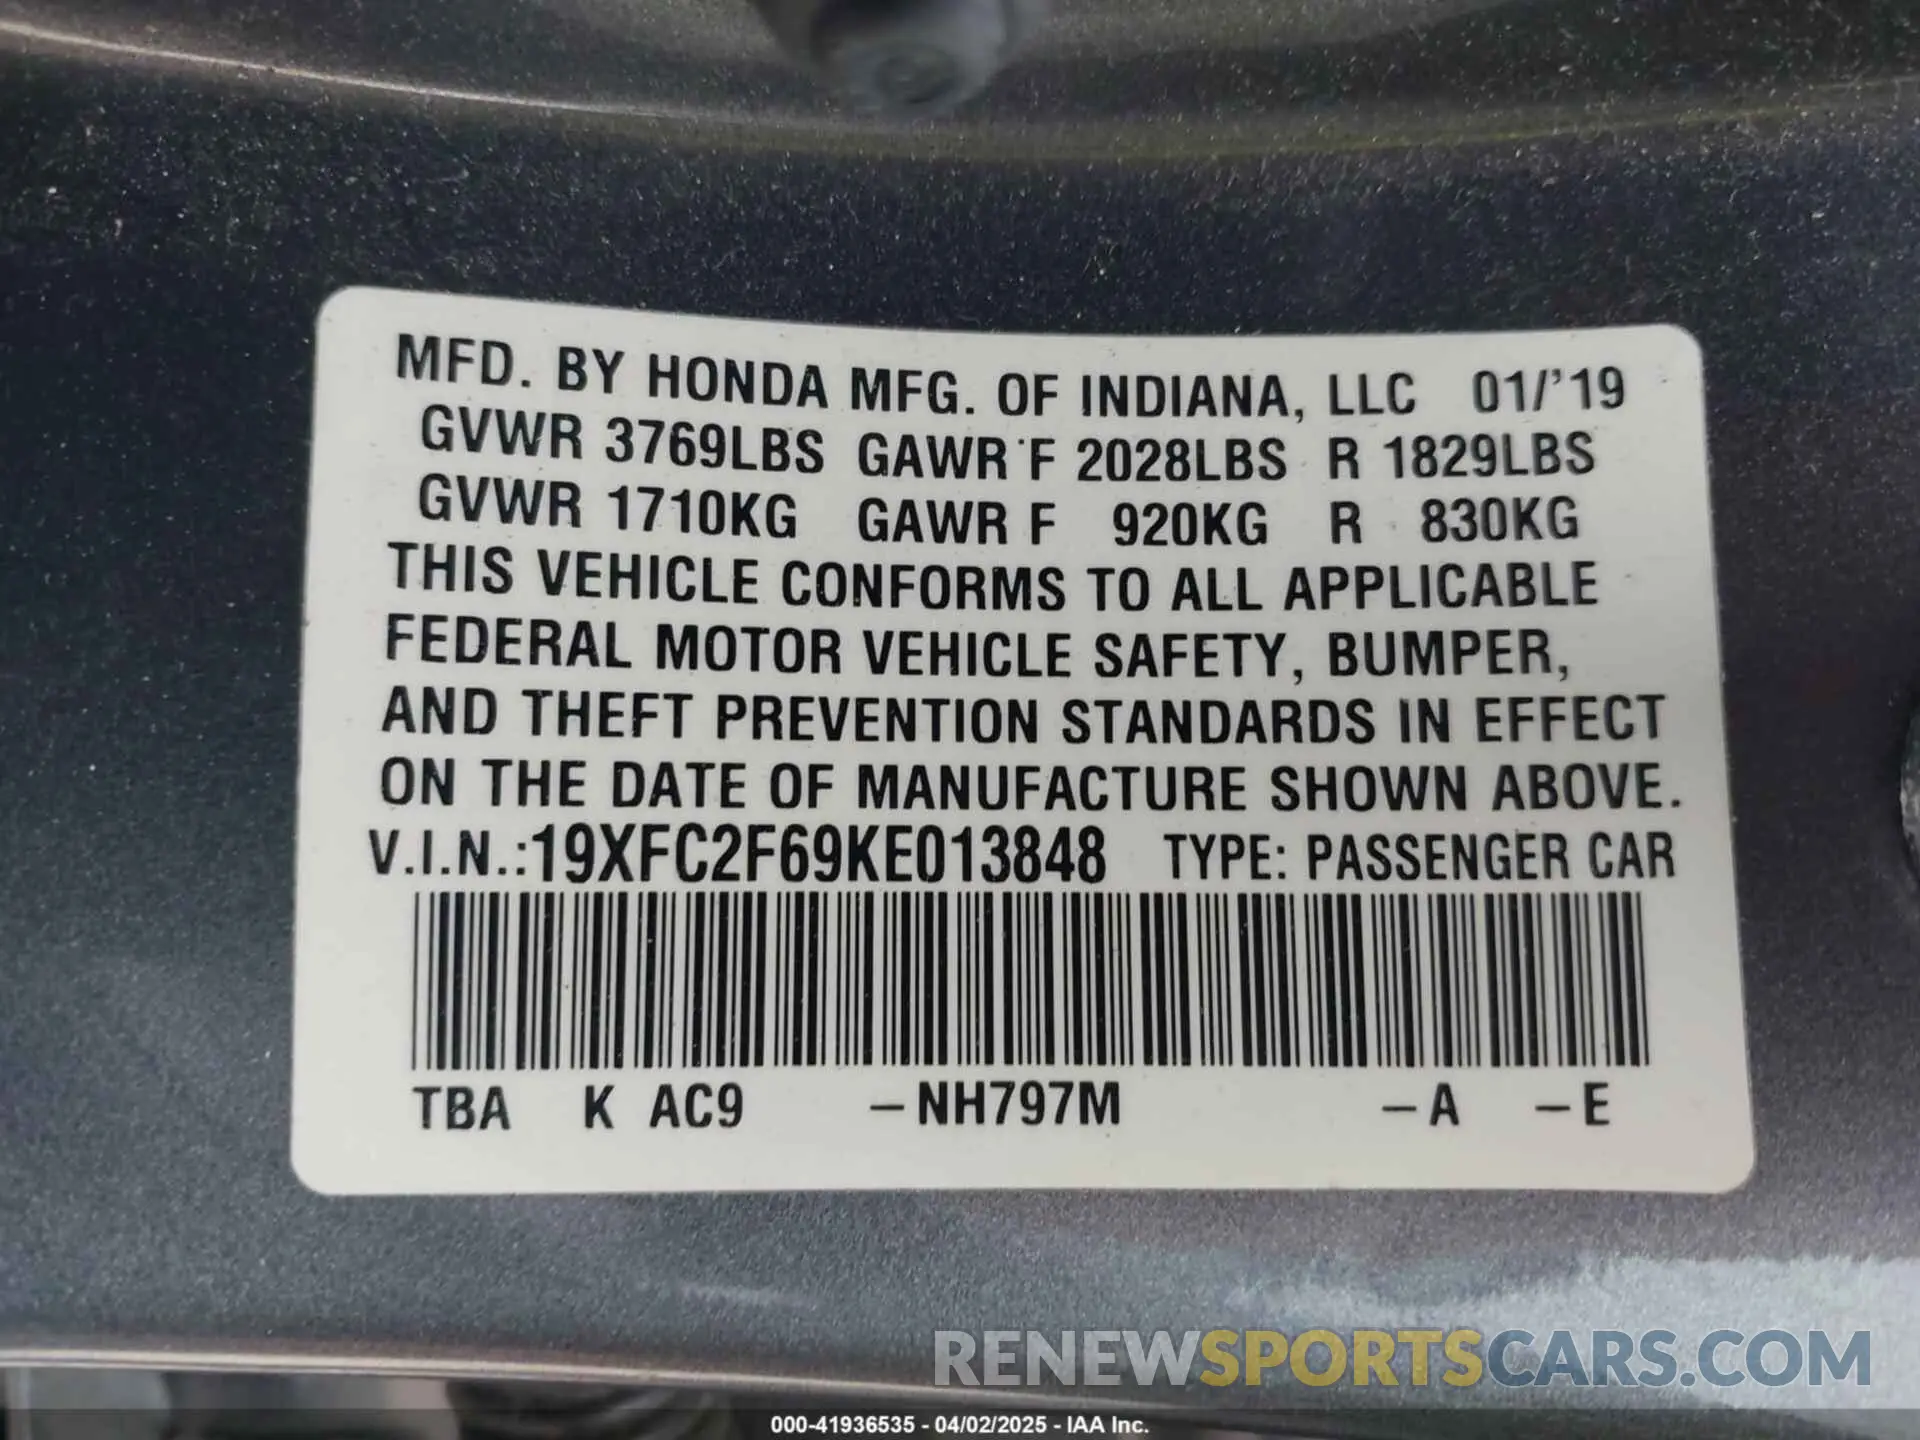 MFD. BY HONDA MFG. OF INDIANA, LLC 01/'19
GVWR 3769LBS GAWR F 2028LBS R 1829LBS
GVWR 1710KG GAWR F 920KG R 830KG
THIS VEHICLE CONFORMS TO ALL APPLICABLE
FEDERAL MOTOR VEHICLE SAFETY, BUMPER,
AND THEFT PREVENTION STANDARDS IN EFFECT
ON THE DATE OF MANUFACTURE SHOWN ABOVE.
V.I.N.:19XFC2F69KE013848 TYPE: PASSENGER CAR
TBA K AC9 –NH797M –A –E
RENEWSPORTSCARS.COM
000-41936535 - 04/02/2025 - IAA Inc.